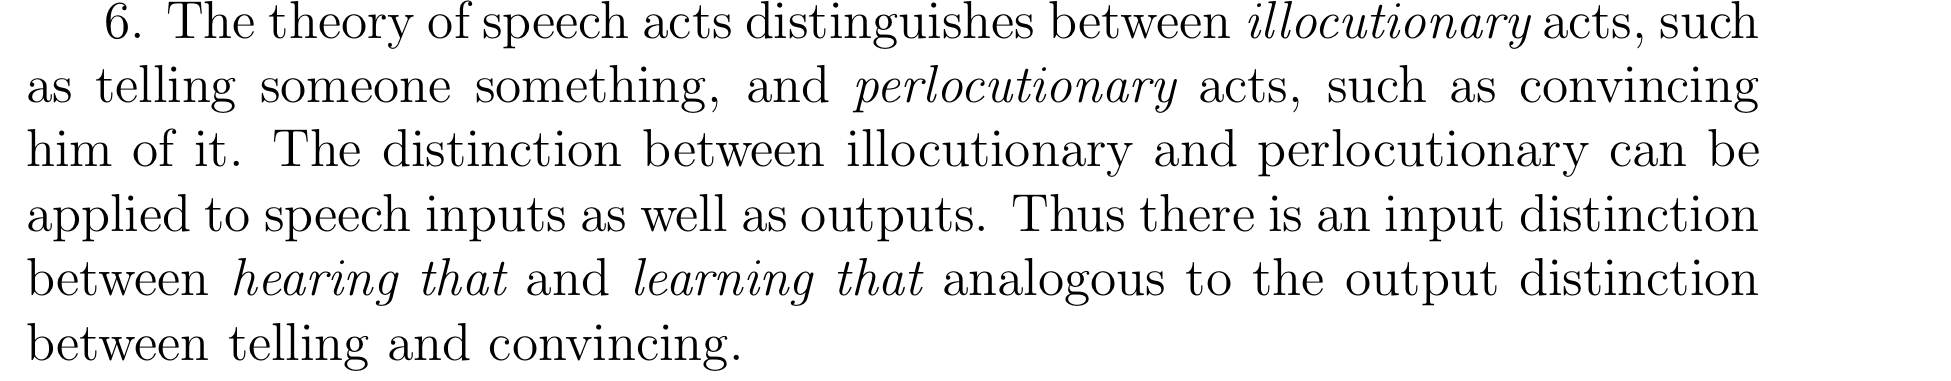 6. The theory of speech acts distinguishes between illocutionary acts, such
as telling someone something, and perlocutionary acts, such as convincing
him of it. The distinction between illocutionary and perlocutionary can be
applied to speech inputs as well as outputs. Thus there is an input distinction
between hearing that and learning that analogous to the output distinction
between telling and convincing.